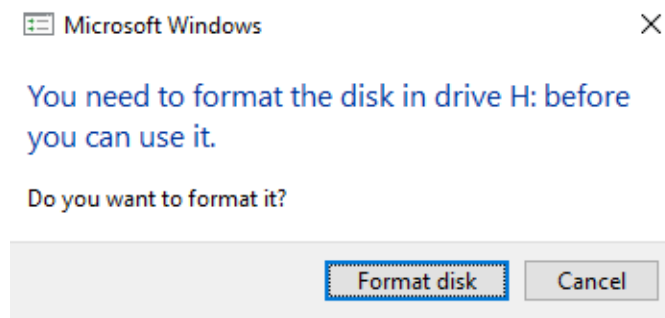 Microsoft Windows
You need to format the disk in drive H: before
you can use it.
Do you want to format it?
Format disk
Cancel